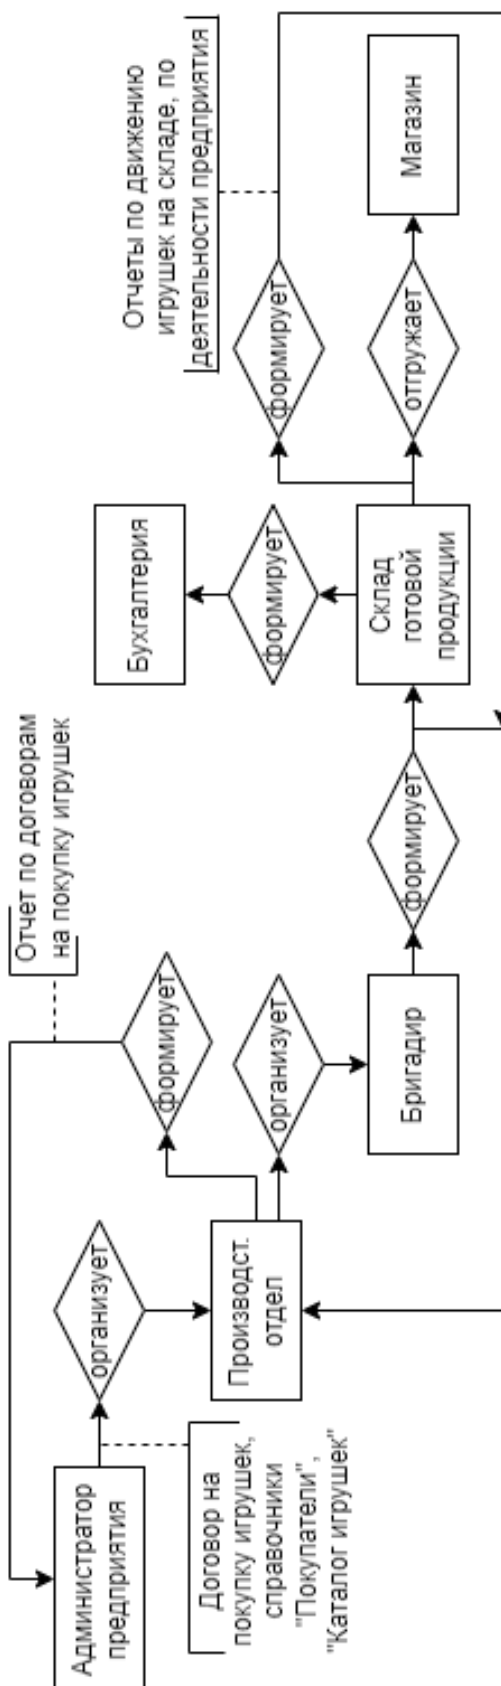 Администратор
предприятия
Договор на
покупку игрушек,
справочники
"Покупатели",
"Каталог игрушек"
организует
Производст.
отдел
формирует
Отчет по договорам
на покупку игрушек
организует
Бригадир
формирует
Склад
готовой
продукции
формирует
Бухгалтерия
формирует
Отчеты по движению
игрушек на складе, по
деятельности предприятия
отгружает
Магазин